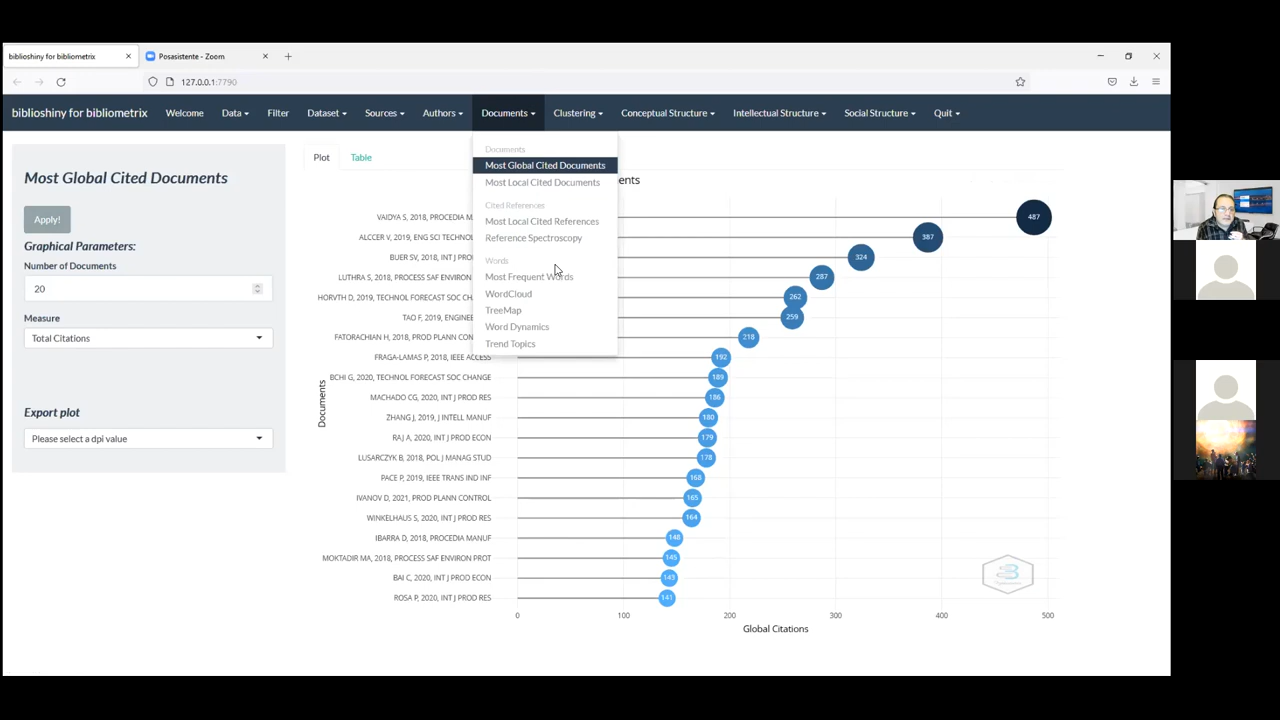 biblioshiny for bibliometrix
Posasistente - Zoom
127.0.0.1:7790
biblioshiny for bibliometrix
Welcome
Data
Filter
Dataset
Sources
Authors
Documents
Clustering
Conceptual Structure
Intellectual Structure
Social Structure
Quit
Most Global Cited Documents
Apply!
Graphical Parameters:
Number of Documents
20
Measure
Total Citations
Export plot
Please select a dpi value
Plot
Table
Documents
Most Global Cited Documents
Most Local Cited Documents
Cited References
Most Local Cited References
Reference Spectroscopy
Words
Most Frequent Words
WordCloud
TreeMap
Word Dynamics
Trend Topics
ents
Documents
VAIDYA S, 2018, PROCEDIA M
487
ALCCER V, 2019, ENG SCI TECHNOL
387
BUER SV, 2018, INT J PRO
324
LUTHRA S, 2018, PROCESS SAF ENVIRON
287
HORVTH D, 2019, TECHNOL FORECAST SOC CH
262
TAO F, 2019, ENGINEE
259
FATORACHIAN H, 2018, PROD PLANN CON
218
FRAGA-LAMAS P, 2018, IEEE ACCESS
192
BCHI G, 2020, TECHNOL FORECAST SOC CHANGE
189
MACHADO CG, 2020, INT J PROD RES
186
ZHANG J, 2019, J INTELL MANUF
180
RAJ A, 2020, INT J PROD ECON
179
LUSARCZYK B, 2018, POL J MANAG STUD
178
PACE P, 2019, IEEE TRANS IND INF
168
IVANOV D, 2021, PROD PLANN CONTROL
165
WINKELHAUS S, 2020, INT J PROD RES
164
IBARRA D, 2018, PROCEDIA MANUF
148
MOKTADIR MA, 2018, PROCESS SAF ENVIRON PROT
145
BAI C, 2020, INT J PROD ECON
143
ROSA P, 2020, INT J PROD RES
141
0
100
200
300
400
500
Global Citations